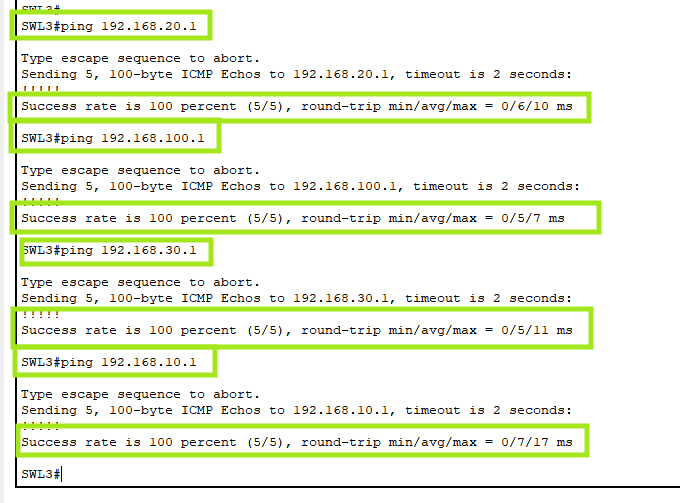 SWL3#
SWL3#ping 192.168.20.1
Type escape sequence to abort.
Sending 5, 100-byte ICMP Echos to 192.168.20.1, timeout is 2 seconds:
!!!!!
Success rate is 100 percent (5/5), round-trip min/avg/max = 0/6/10 ms
SWL3#ping 192.168.100.1
Type escape sequence to abort.
Sending 5, 100-byte ICMP Echos to 192.168.100.1, timeout is 2 seconds:
!!!!!
Success rate is 100 percent (5/5), round-trip min/avg/max = 0/5/7 ms
SWL3#ping 192.168.30.1
Type escape sequence to abort.
Sending 5, 100-byte ICMP Echos to 192.168.30.1, timeout is 2 seconds:
!!!!!
Success rate is 100 percent (5/5), round-trip min/avg/max = 0/5/11 ms
SWL3#ping 192.168.10.1
Type escape sequence to abort.
Sending 5, 100-byte ICMP Echos to 192.168.10.1, timeout is 2 seconds:
!!!!!
Success rate is 100 percent (5/5), round-trip min/avg/max = 0/7/17 ms
SWL3#